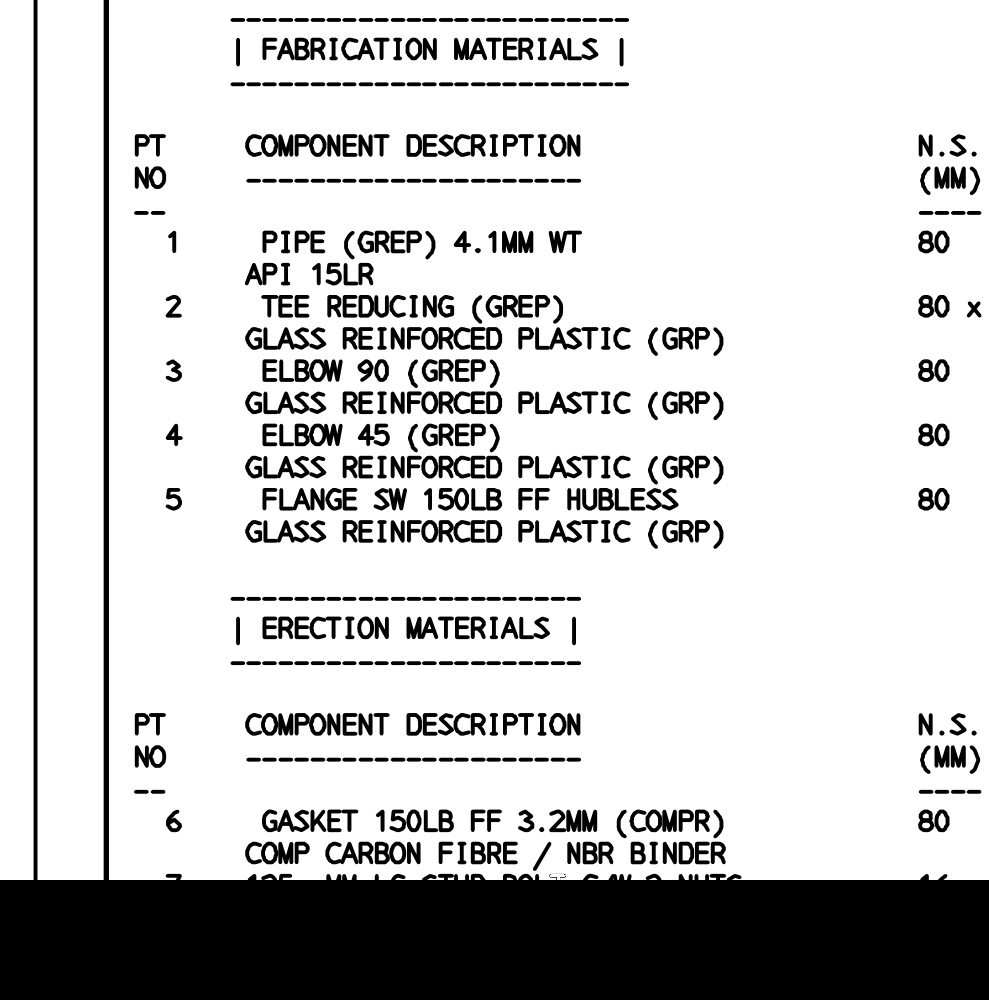 --------------------------
| FABRICATION MATERIALS |
--------------------------
PT COMPONENT DESCRIPTION N.S.
NO --------------------- (MM)
-- ----
1 PIPE (GREP) 4.1MM WT 80
API 15LR
2 TEE REDUCING (GREP) 80 x
GLASS REINFORCED PLASTIC (GRP)
3 ELBOW 90 (GREP) 80
GLASS REINFORCED PLASTIC (GRP)
4 ELBOW 45 (GREP) 80
GLASS REINFORCED PLASTIC (GRP)
5 FLANGE SW 150LB FF HUBLESS 80
GLASS REINFORCED PLASTIC (GRP)
----------------------
| ERECTION MATERIALS |
----------------------
PT COMPONENT DESCRIPTION N.S.
NO --------------------- (MM)
-- ----
6 GASKET 150LB FF 3.2MM (COMPR) 80
COMP CARBON FIBRE / NBR BINDER